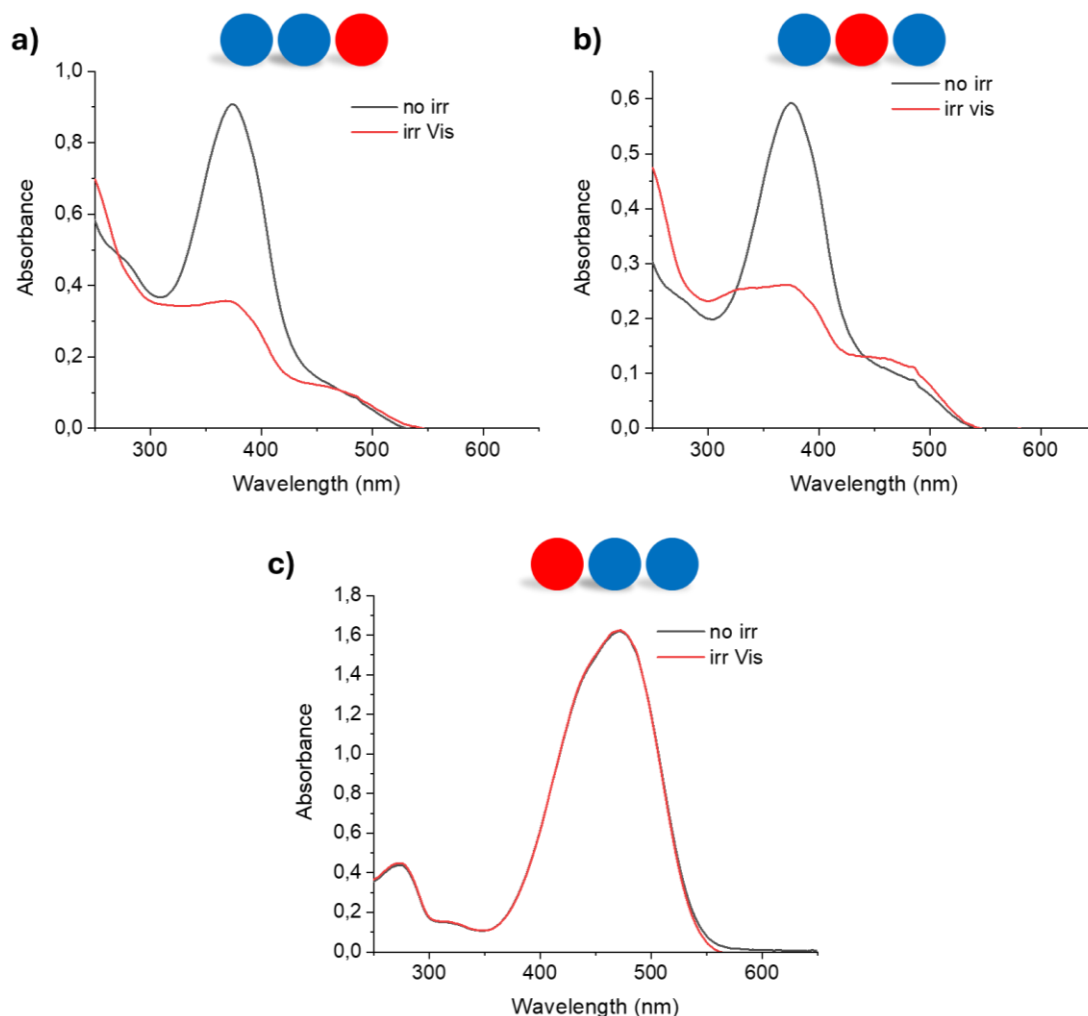 a)
no irr
irr Vis
1,0
0,8
0,6
0,4
0,2
0,0
Absorbance
300 400 500 600
Wavelength (nm)
b)
no irr
irr vis
0,6
0,5
0,4
0,3
0,2
0,1
0,0
Absorbance
300 400 500 600
Wavelength (nm)
c)
no irr
irr Vis
1,8
1,6
1,4
1,2
1,0
0,8
0,6
0,4
0,2
0,0
Absorbance
300 400 500 600
Wavelength (nm)